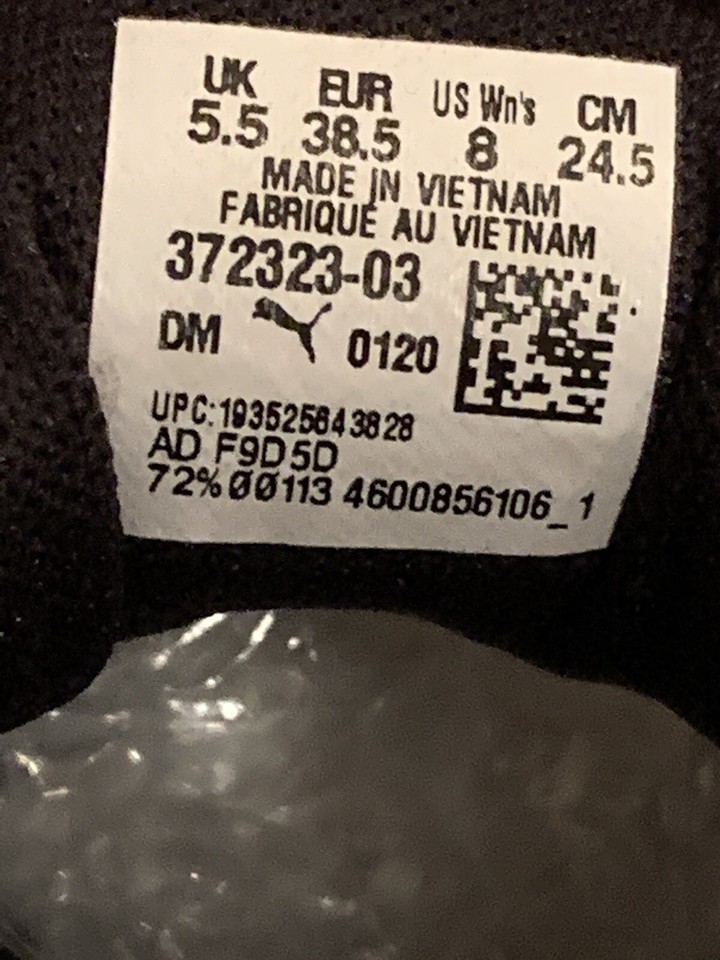 UK EUR US Wn's CM
5.5 38.5 8 24.5
MADE IN VIETNAM
FABRIQUÉ AU VIETNAM
372323-03
DM 0120
UPC:193525643828
AD F9D5D
72% 00113 4600856106_1